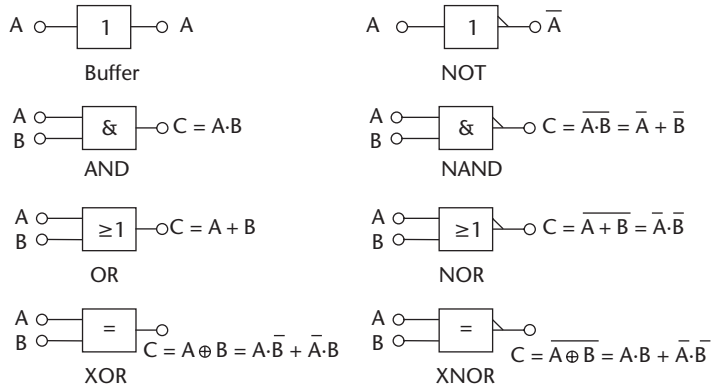 A 1 A
Buffer
A 1 A̅
NOT
A
B & C = A·B
AND
A
B & C = A̅·̅B̅ = A̅ + B̅
NAND
A
B ≥1 C = A + B
OR
A
B ≥1 C = A̅ ̅+̅ ̅B̅ = A̅·B̅
NOR
A
B =
C = A ⊕ B = A·B̅ + A̅·B
XOR
A
B =
C = A̅ ̅⊕̅ ̅B̅ = A·B + A̅·B̅
XNOR